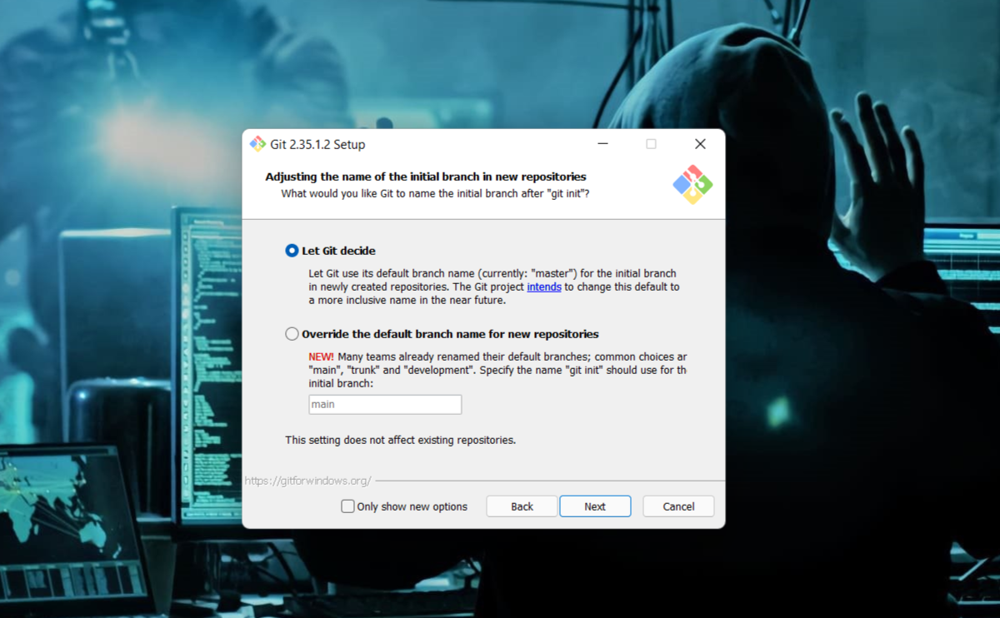 Git 2.35.1.2 Setup
Adjusting the name of the initial branch in new repositories
What would you like Git to name the initial branch after "git init"?
Let Git decide
Let Git use its default branch name (currently: "master") for the initial branch
in newly created repositories. The Git project intends to change this default to
a more inclusive name in the near future.
Override the default branch name for new repositories
NEW! Many teams already renamed their default branches; common choices ar
"main", "trunk" and "development". Specify the name "git init" should use for th
initial branch:
main
This setting does not affect existing repositories.
https://gitforwindows.org/
Only show new options
Back
Next
Cancel